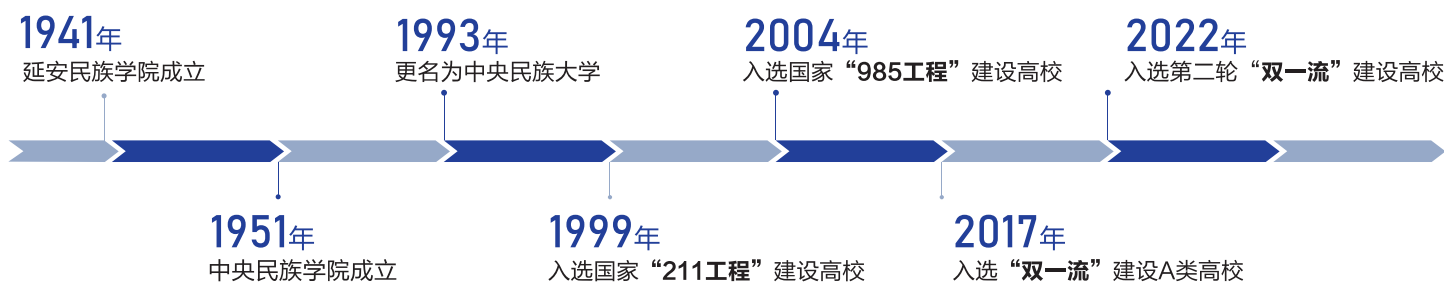 1941年
延安民族学院成立
1951年
中央民族学院成立
1993年
更名为中央民族大学
1999年
入选国家“211工程”建设高校
2004年
入选国家“985工程”建设高校
2017年
入选“双一流”建设A类高校
2022年
入选第二轮“双一流”建设高校